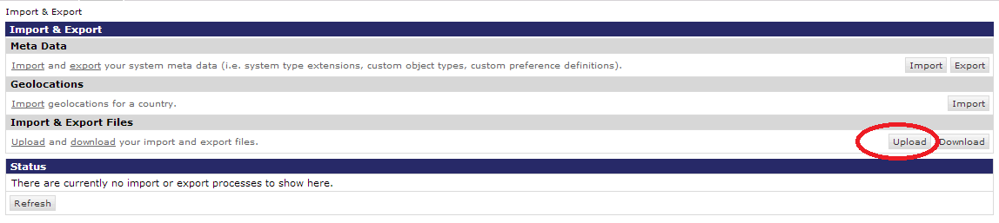 Import & Export
Import & Export
Meta Data
Import and export your system meta data (i.e. system type extensions, custom object types, custom preference definitions). Import Export
Geolocations
Import geolocations for a country. Import
Import & Export Files
Upload and download your import and export files. Upload Download
Status
There are currently no import or export processes to show here.
Refresh